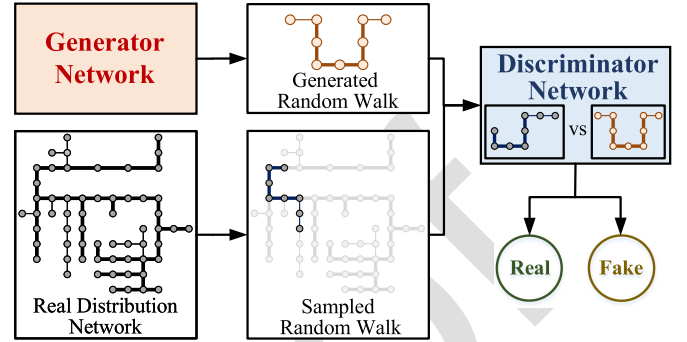 Generator
Network
Generated
Random Walk
Discriminator
Network
vs
Real Distribution
Network
Sampled
Random Walk
Real
Fake